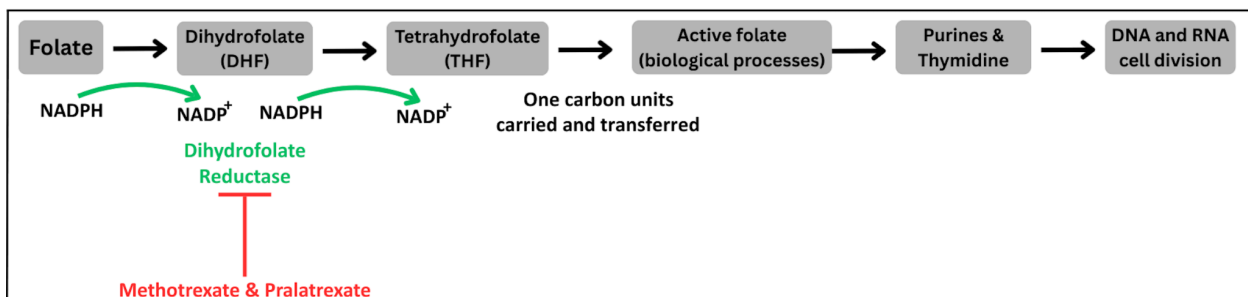 Folate
Dihydrofolate
(DHF)
Tetrahydrofolate
(THF)
Active folate
(biological processes)
Purines &
Thymidine
DNA and RNA
cell division
NADPH
NADP+
NADPH
NADP+
One carbon units
carried and transferred
Dihydrofolate
Reductase
Methotrexate & Pralatrexate